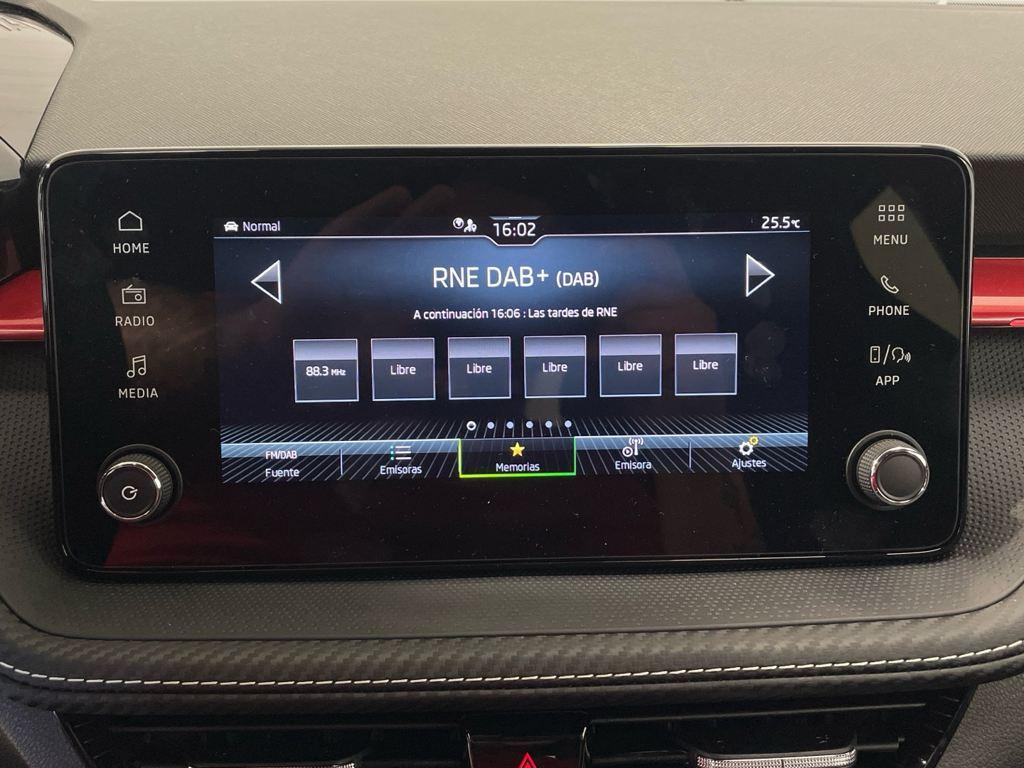 HOME
RADIO
MEDIA
Normal
16:02
25.5°C
RNE DAB+ (DAB)
A continuación 16:06 : Las tardes de RNE
88.3 MHz
Libre
Libre
Libre
Libre
Libre
FM/DAB
Fuente
Emisoras
Memorias
Emisora
Ajustes
MENU
PHONE
APP